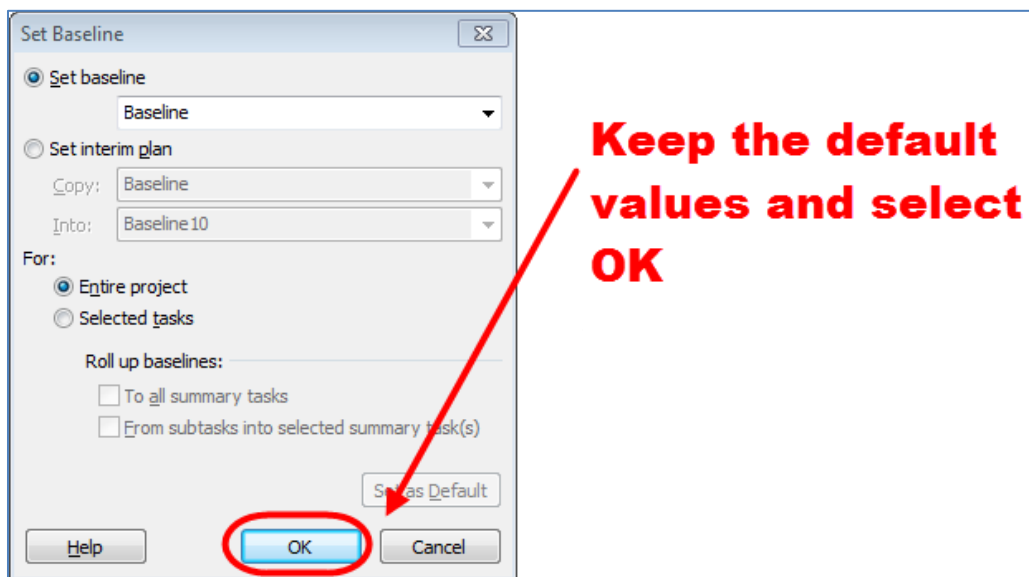 Set Baseline
Set baseline
Baseline
Set interim plan
Copy: Baseline
Into: Baseline10
For:
Entire project
Selected tasks
Roll up baselines:
To all summary tasks
From subtasks into selected summary task(s)
Set as Default
Help OK Cancel
Keep the default
values and select
OK